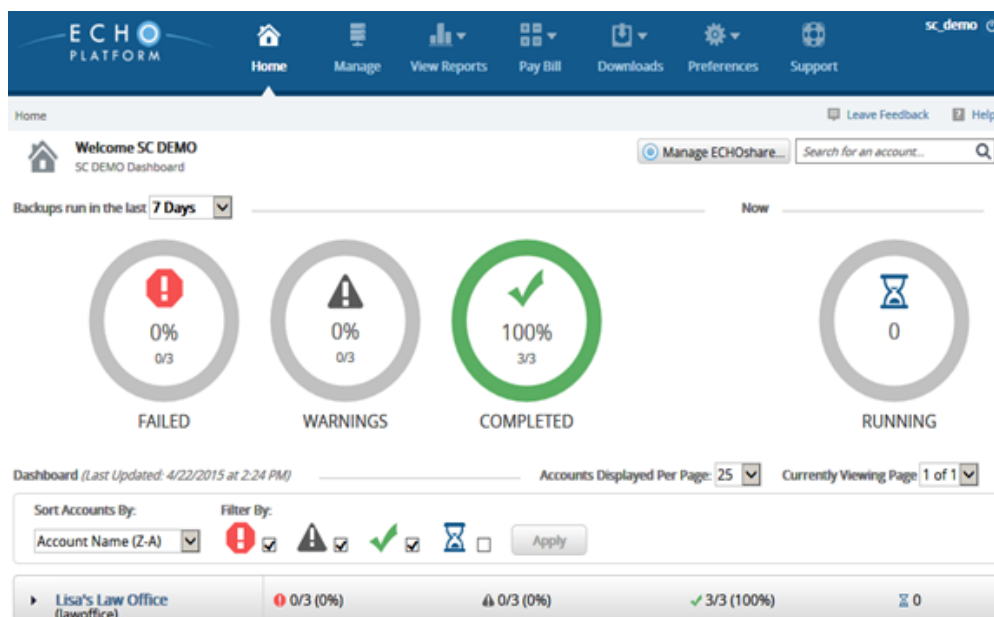 ECHO
PLATFORM
Home
Manage
View Reports
Pay Bill
Downloads
Preferences
Support
sc_demo
Home
Leave Feedback
Help
Welcome SC DEMO
SC DEMO Dashboard
Manage ECHOshare...
Search for an account...
Backups run in the last 7 Days
Now
0%
0/3
FAILED
0%
0/3
WARNINGS
100%
3/3
COMPLETED
0
RUNNING
Dashboard (Last Updated: 4/22/2015 at 2:24 PM)
Accounts Displayed Per Page: 25
Currently Viewing Page 1 of 1
Sort Accounts By:
Filter By:
Account Name (Z-A)
Apply
Lisa's Law Office
(lawoffice)
0/3 (0%)
0/3 (0%)
3/3 (100%)
0